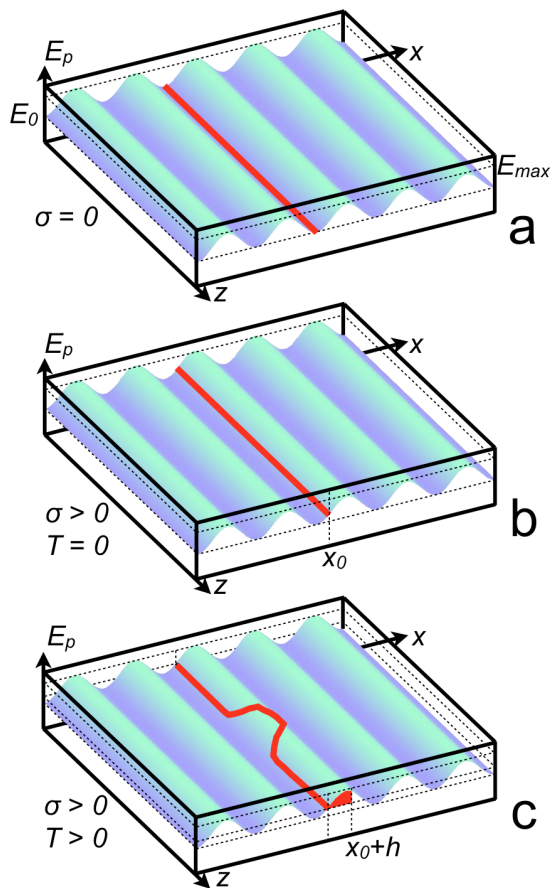 E_p
x
E_0
E_max
σ = 0
a
z
E_p
x
σ > 0
T = 0
b
x_0
z
E_p
x
σ > 0
T > 0
c
x_0+h
z